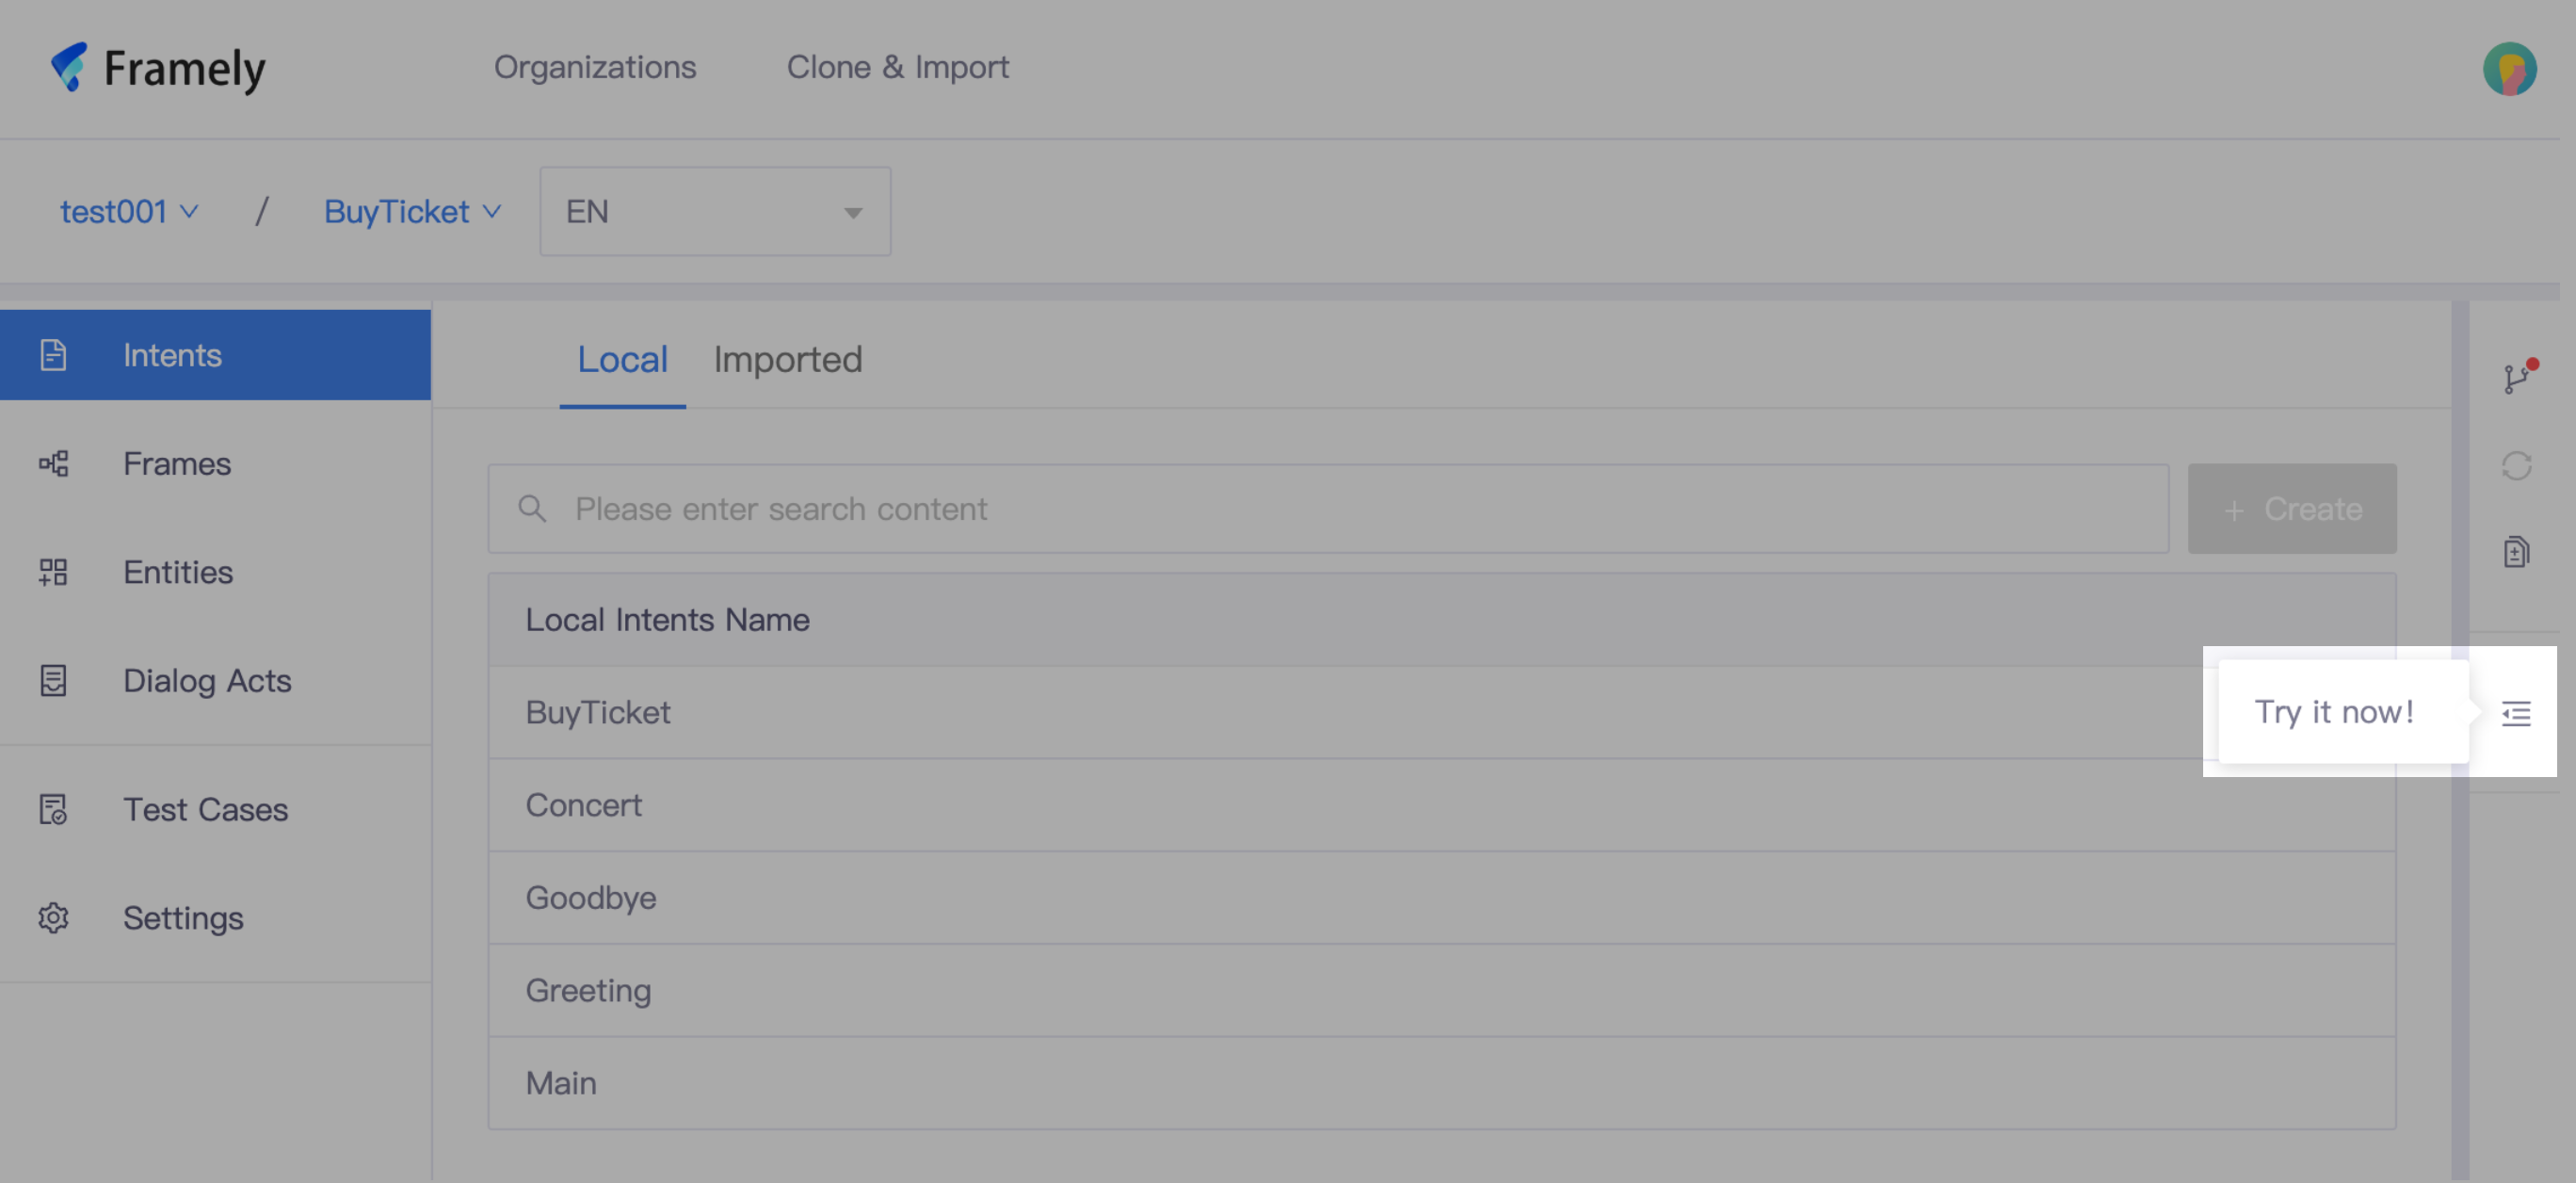 Framely
Organizations
Clone & Import
test001 / BuyTicket
EN
Intents
Frames
Entities
Dialog Acts
Test Cases
Settings
Local
Imported
Please enter search content
+ Create
Local Intents Name
BuyTicket
Concert
Goodbye
Greeting
Main
Try it now!